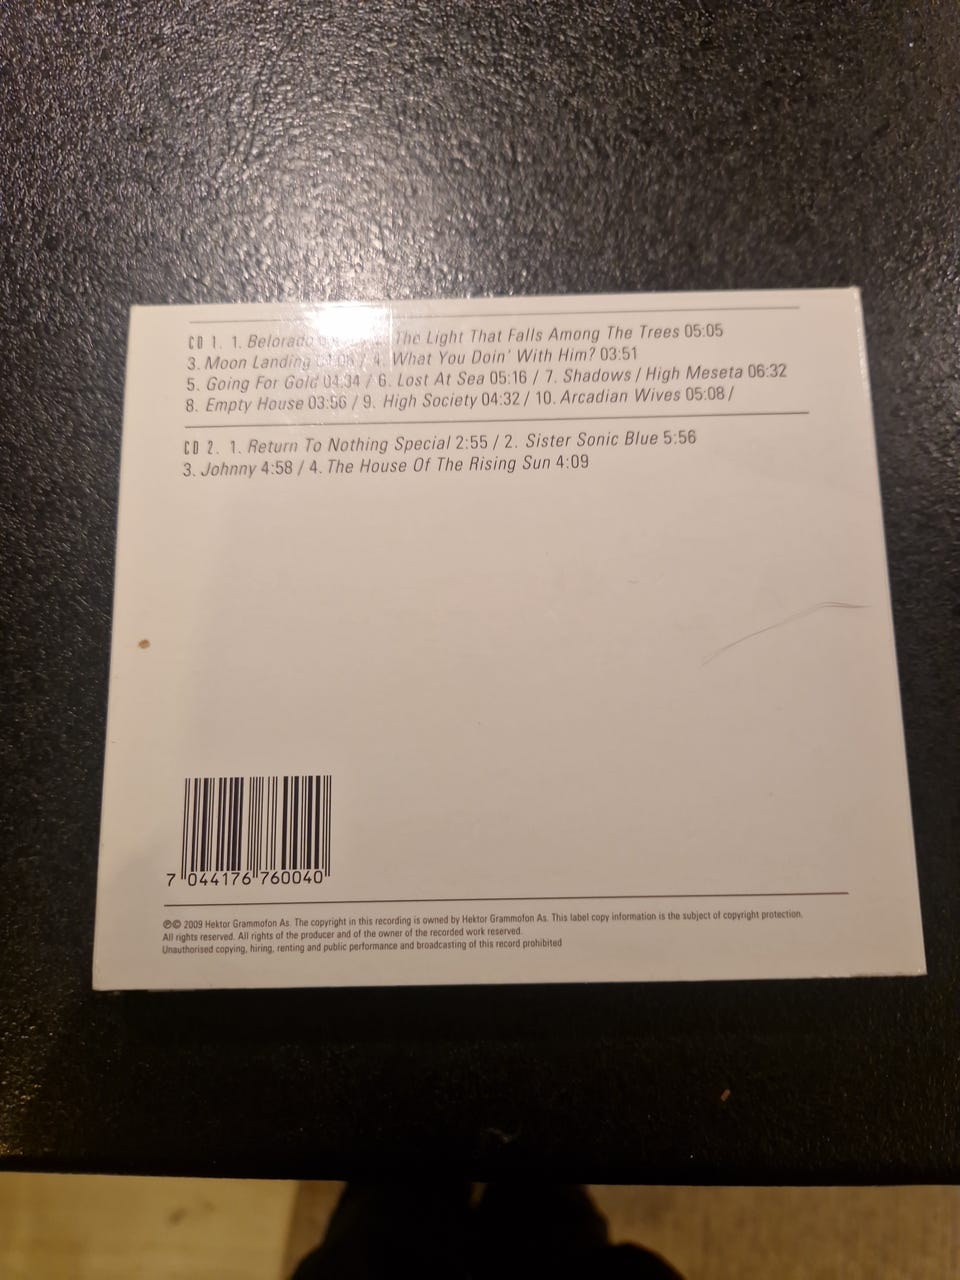 CD 1. 1. Belorado The Light That Falls Among The Trees 05:05
3. Moon Landing / 4. What You Doin' With Him? 03:51
5. Going For Gold 04:34 / 6. Lost At Sea 05:16 / 7. Shadows / High Meseta 06:32
8. Empty House 03:56 / 9. High Society 04:32 / 10. Arcadian Wives 05:08 /
CD 2. 1. Return To Nothing Special 2:55 / 2. Sister Sonic Blue 5:56
3. Johnny 4:58 / 4. The House Of The Rising Sun 4:09
7 044176 760040
℗© 2009 Hektor Grammofon As. The copyright in this recording is owned by Hektor Grammofon As. This label copy information is the subject of copyright protection.
All rights reserved. All rights of the producer and of the owner of the recorded work reserved.
Unauthorised copying, hiring, renting and public performance and broadcasting of this record prohibited